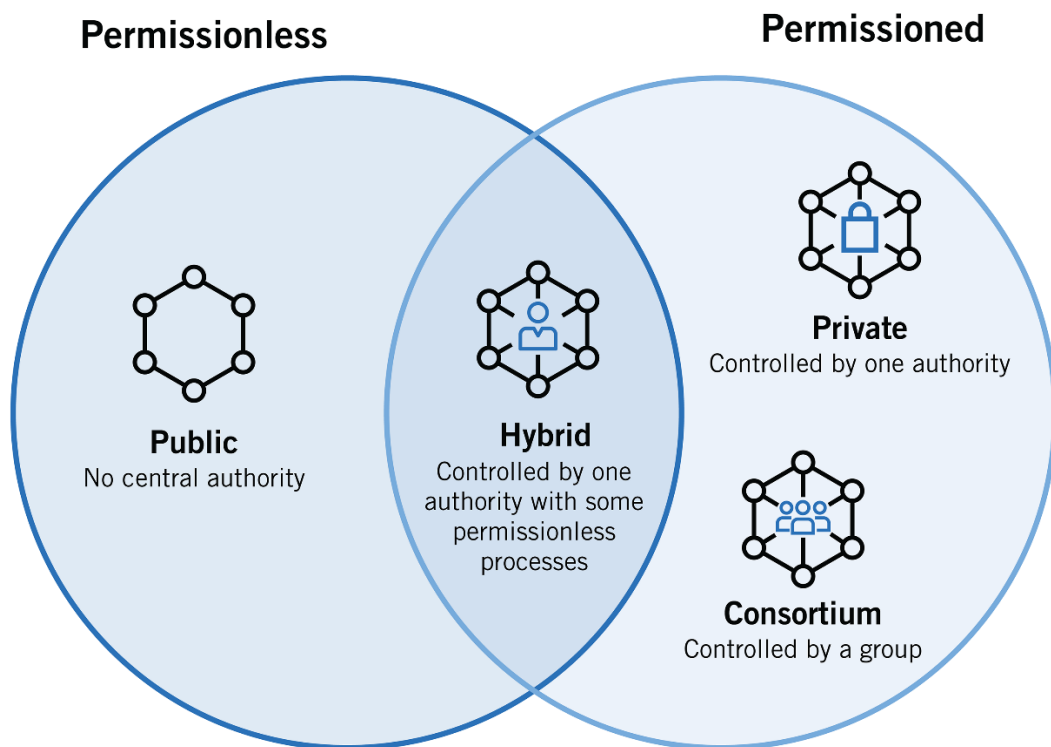 Permissionless
Permissioned
Public
No central authority
Hybrid
Controlled by one
authority with some
permissionless
processes
Private
Controlled by one authority
Consortium
Controlled by a group